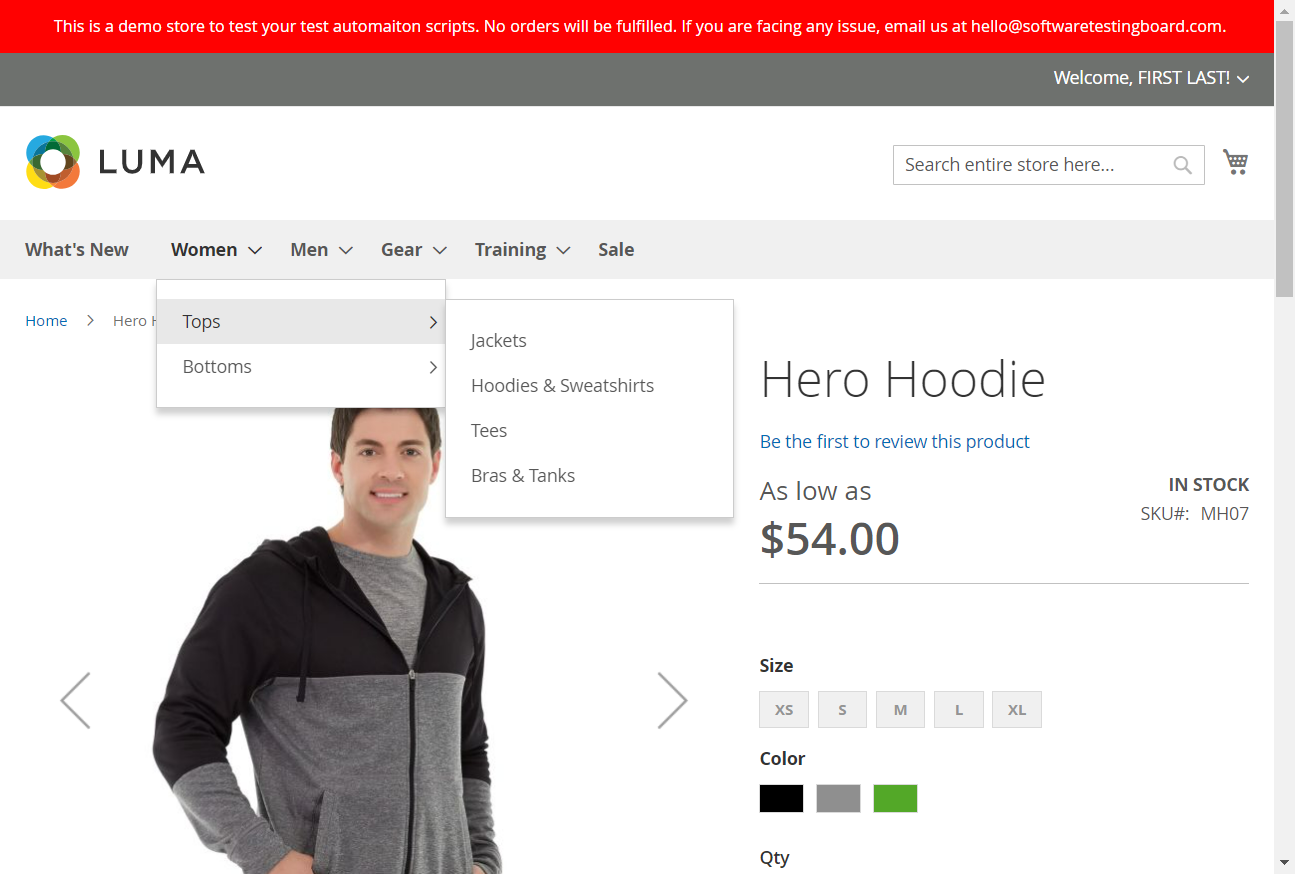 This is a demo store to test your test automaiton scripts. No orders will be fulfilled. If you are facing any issue, email us at hello@softwaretestingboard.com.
Welcome, FIRST LAST!
LUMA
Search entire store here...
What's New
Women
Men
Gear
Training
Sale
Home
Hero
Tops
Bottoms
Jackets
Hoodies & Sweatshirts
Tees
Bras & Tanks
Hero Hoodie
Be the first to review this product
As low as
$54.00
IN STOCK
SKU#: MH07
Size
XS S M L XL
Color
Qty